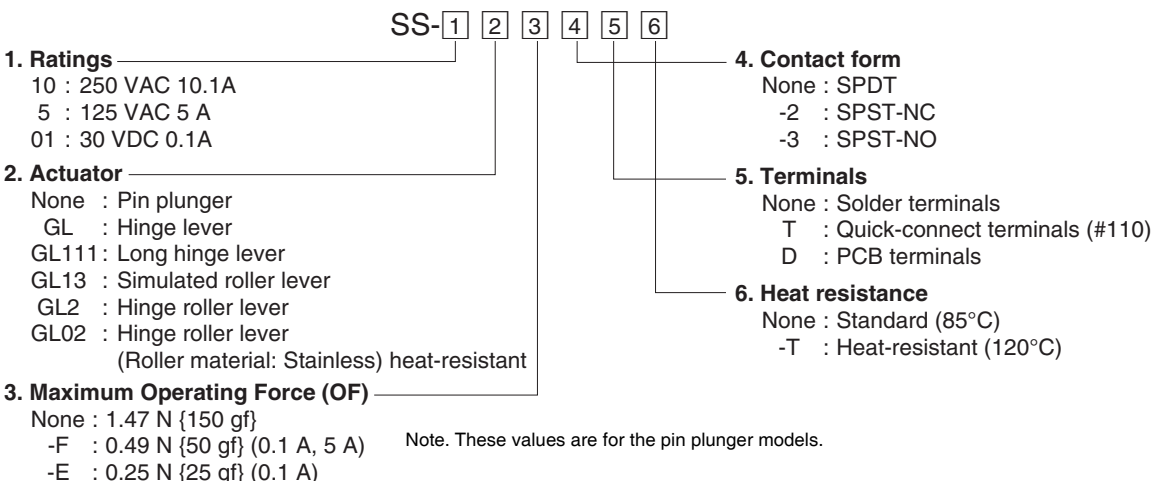 SS-1 2 3 4 5 6
1. Ratings
10 : 250 VAC 10.1A
5 : 125 VAC 5 A
01 : 30 VDC 0.1A
2. Actuator
None : Pin plunger
GL : Hinge lever
GL111 : Long hinge lever
GL13 : Simulated roller lever
GL2 : Hinge roller lever
GL02 : Hinge roller lever
(Roller material: Stainless) heat-resistant
3. Maximum Operating Force (OF)
None : 1.47 N {150 gf}
-F : 0.49 N {50 gf} (0.1 A, 5 A)
-E : 0.25 N {25 gf} (0.1 A)
Note. These values are for the pin plunger models.
4. Contact form
None : SPDT
-2 : SPST-NC
-3 : SPST-NO
5. Terminals
None : Solder terminals
T : Quick-connect terminals (#110)
D : PCB terminals
6. Heat resistance
None : Standard (85°C)
-T : Heat-resistant (120°C)